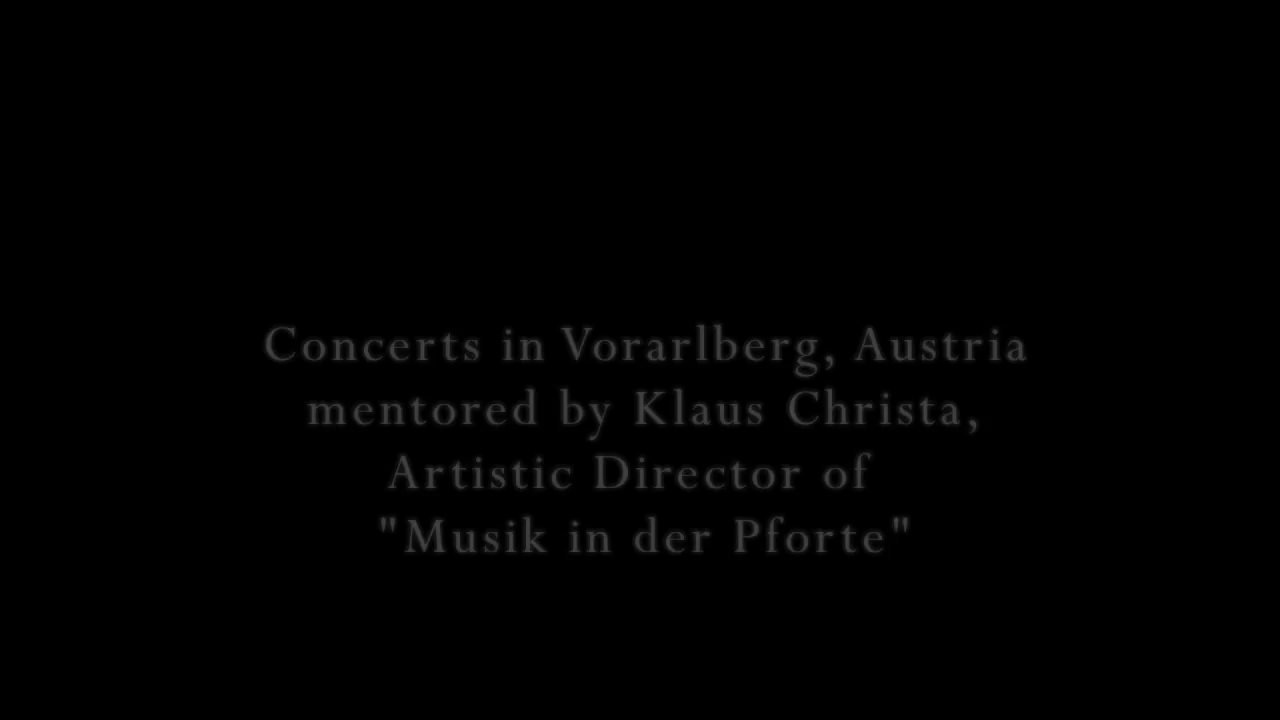 Concerts in Vorarlberg, Austria
mentored by Klaus Christa,
Artistic Director of
"Musik in der Pforte"